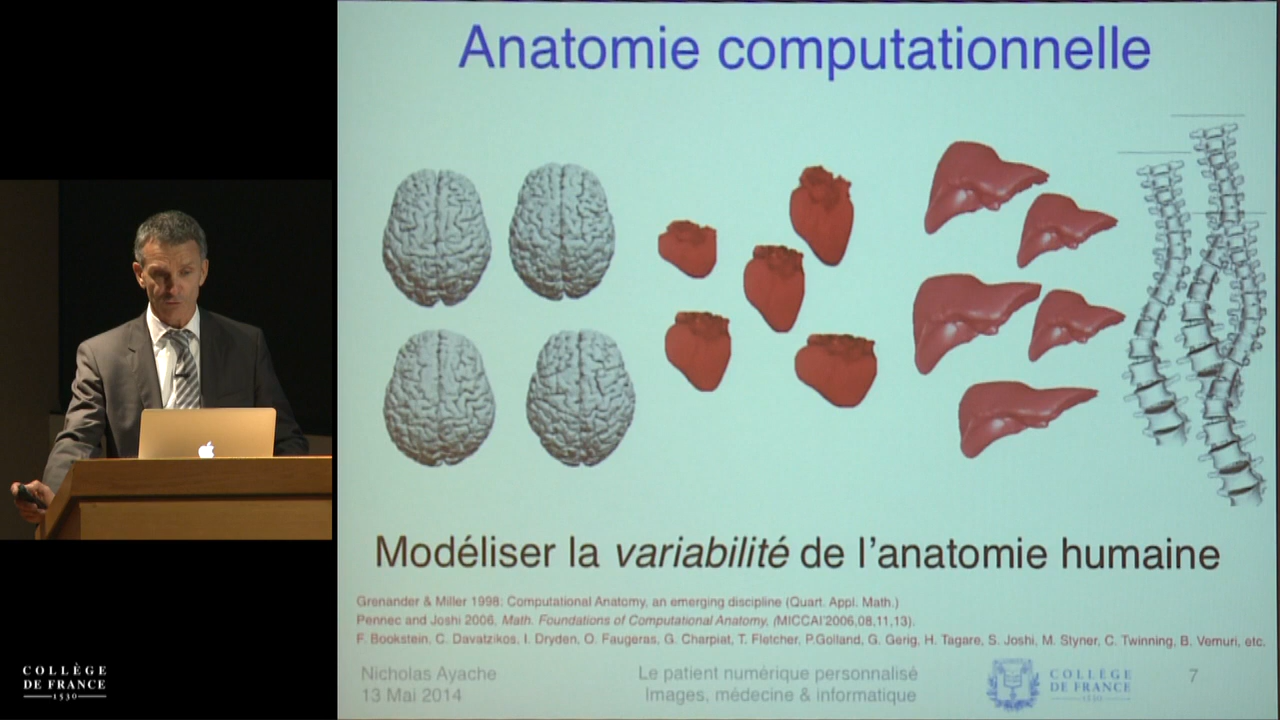 Anatomie computationnelle
Modéliser la variabilité de l'anatomie humaine
Grenander & Miller 1998: Computational Anatomy, an emerging discipline (Quart. Appl. Math.)
Pennec and Joshi 2006, Math. Foundations of Computational Anatomy, (MICCAI'2006,08,11,13).
F. Bookstein, C. Davatzikos, I. Dryden, O. Faugeras, G. Charpiat, T. Fletcher, P.Golland, G. Gerig, H. Tagare, S. Joshi, M. Styner, C. Twinning, B. Vemuri, etc.
Nicholas Ayache
13 Mai 2014
Le patient numérique personnalisé
Images, médecine & informatique
COLLÈGE
DE FRANCE
1530
7
COLLÈGE
DE FRANCE
1530